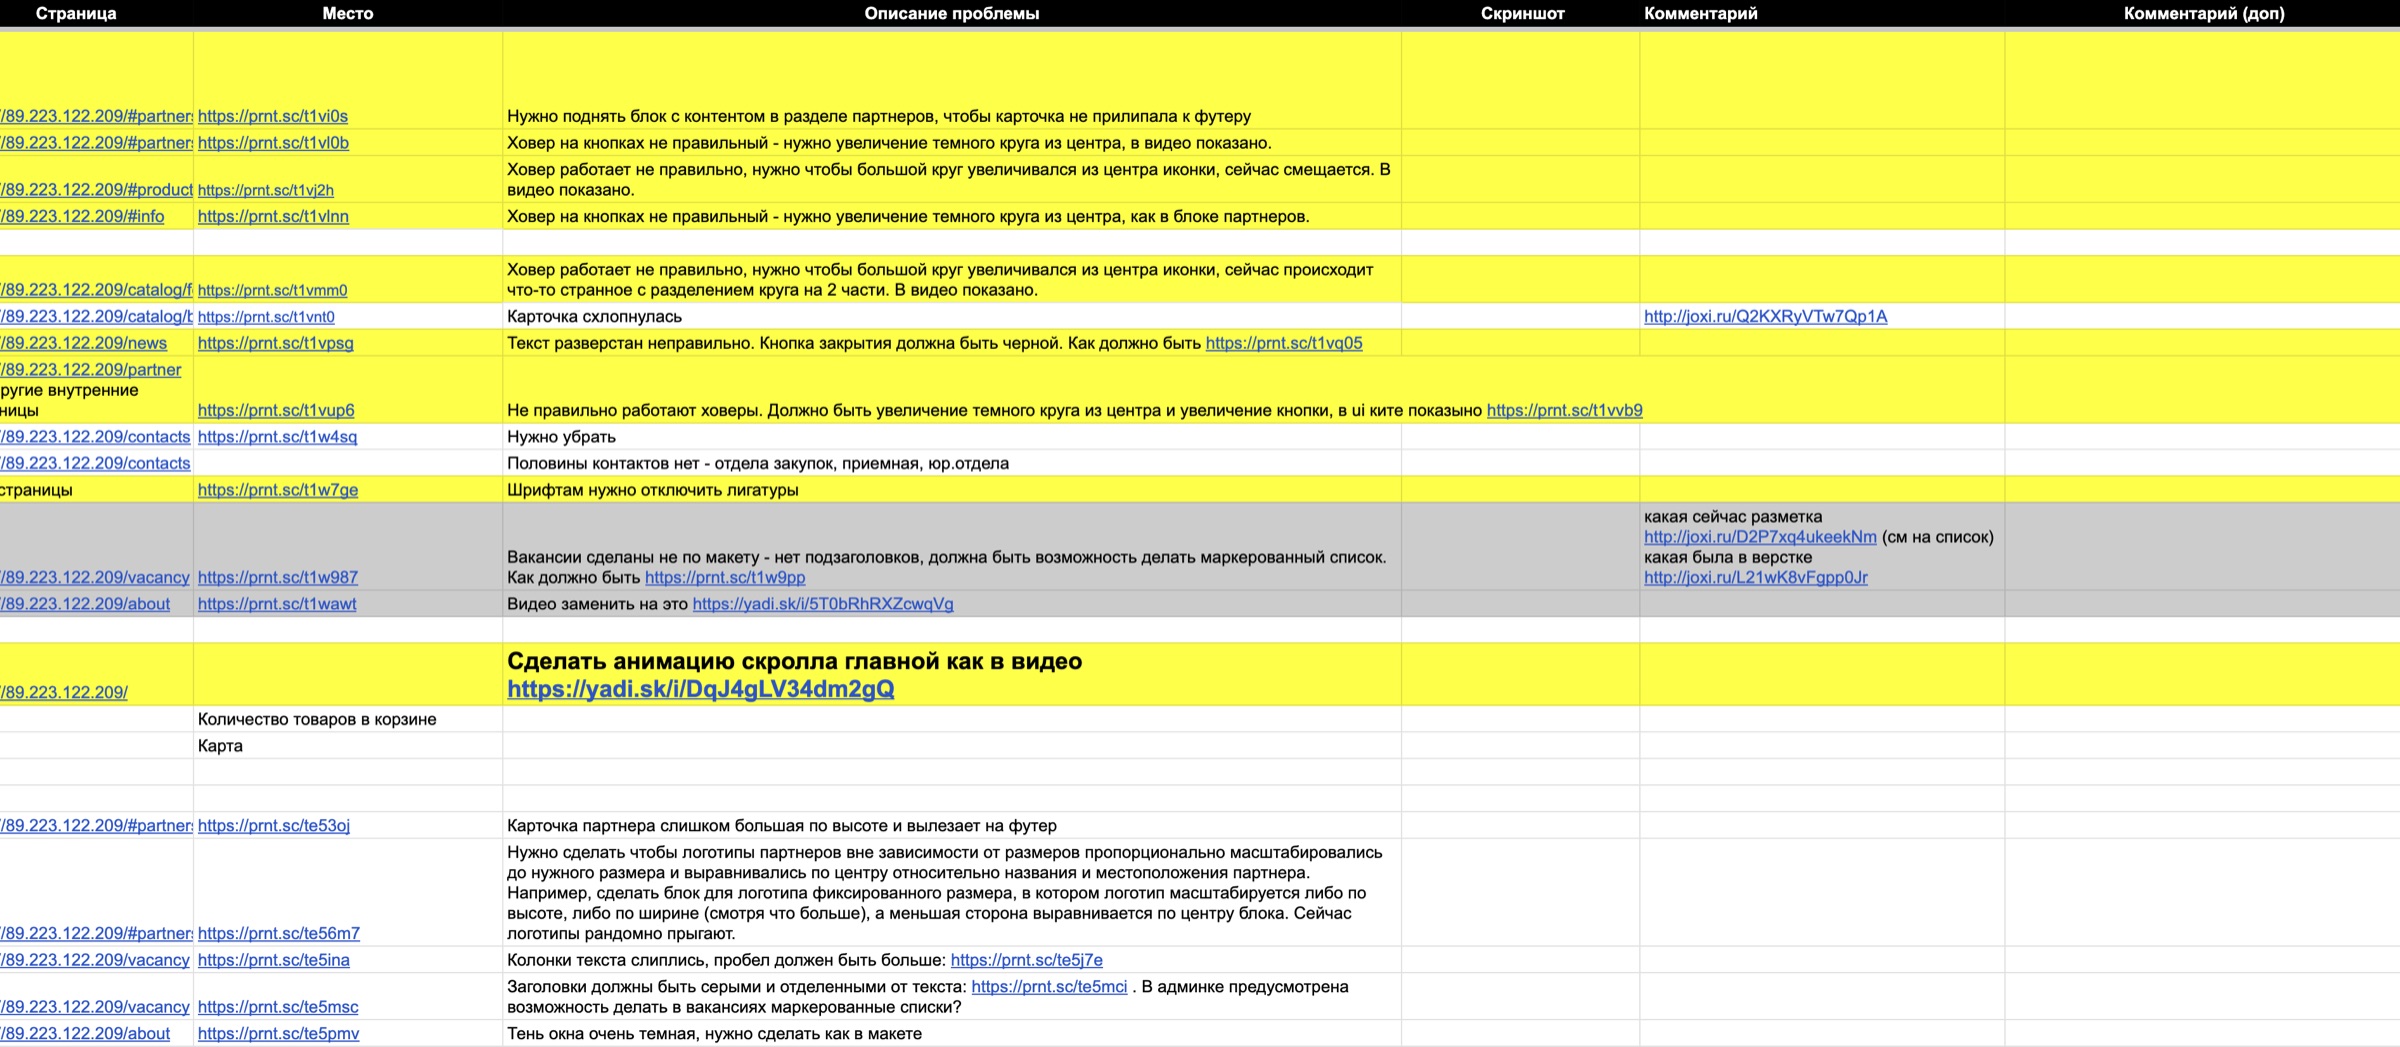 Страница Место Описание проблемы Скриншот Комментарий Комментарий (доп)
/89.223.122.209/#partner https://prnt.sc/t1vi0s Нужно поднять блок с контентом в разделе партнеров, чтобы карточка не прилипала к футеру
/89.223.122.209/#partner https://prnt.sc/t1vl0b Ховер на кнопках не правильный - нужно увеличение темного круга из центра, в видео показано.
Ховер работает не правильно, нужно чтобы большой круг увеличивался из центра иконки, сейчас смещается. В
/89.223.122.209/#product https://prnt.sc/t1vj2h видео показано.
/89.223.122.209/#info https://prnt.sc/t1vlnn Ховер на кнопках не правильный - нужно увеличение темного круга из центра, как в блоке партнеров.
Ховер работает не правильно, нужно чтобы большой круг увеличивался из центра иконки, сейчас происходит
/89.223.122.209/catalog/f https://prnt.sc/t1vmm0 что-то странное с разделением круга на 2 части. В видео показано.
/89.223.122.209/catalog/b https://prnt.sc/t1vnt0 Карточка схлопнулась http://joxi.ru/Q2KXRyVTw7Qp1A
/89.223.122.209/news https://prnt.sc/t1vpsg Текст разверстан неправильно. Кнопка закрытия должна быть черной. Как должно быть https://prnt.sc/t1vq05
/89.223.122.209/partner
ругие внутренние
ницы https://prnt.sc/t1vup6 Не правильно работают ховеры. Должно быть увеличение темного круга из центра и увеличение кнопки, в ui ките показыно https://prnt.sc/t1vvb9
/89.223.122.209/contacts https://prnt.sc/t1w4sq Нужно убрать
/89.223.122.209/contacts Половины контактов нет - отдела закупок, приемная, юр.отдела
страницы https://prnt.sc/t1w7ge Шрифтам нужно отключить лигатуры
какая сейчас разметка
http://joxi.ru/D2P7xq4ukeekNm (см на список)
Вакансии сделаны не по макету - нет подзаголовков, должна быть возможность делать маркерованный список. какая была в верстке
/89.223.122.209/vacancy https://prnt.sc/t1w987 Как должно быть https://prnt.sc/t1w9pp http://joxi.ru/L21wK8vFgpp0Jr
/89.223.122.209/about https://prnt.sc/t1wawt Видео заменить на это https://yadi.sk/i/5T0bRhRXZcwqVg
Сделать анимацию скролла главной как в видео
/89.223.122.209/ https://yadi.sk/i/DqJ4gLV34dm2gQ
Количество товаров в корзине
Карта
/89.223.122.209/#partner https://prnt.sc/te53oj Карточка партнера слишком большая по высоте и вылезает на футер
Нужно сделать чтобы логотипы партнеров вне зависимости от размеров пропорционально масштабировались
до нужного размера и выравнивались по центру относительно названия и местоположения партнера.
Например, сделать блок для логотипа фиксированного размера, в котором логотип масштабируется либо по
высоте, либо по ширине (смотря что больше), а меньшая сторона выравнивается по центру блока. Сейчас
/89.223.122.209/#partner https://prnt.sc/te56m7 логотипы рандомно прыгают.
/89.223.122.209/vacancy https://prnt.sc/te5ina Колонки текста слиплись, пробел должен быть больше: https://prnt.sc/te5j7e
Заголовки должны быть серыми и отделенными от текста: https://prnt.sc/te5mci . В админке предусмотрена
/89.223.122.209/vacancy https://prnt.sc/te5msc возможность делать в вакансиях маркерованные списки?
/89.223.122.209/about https://prnt.sc/te5pmv Тень окна очень темная, нужно сделать как в макете